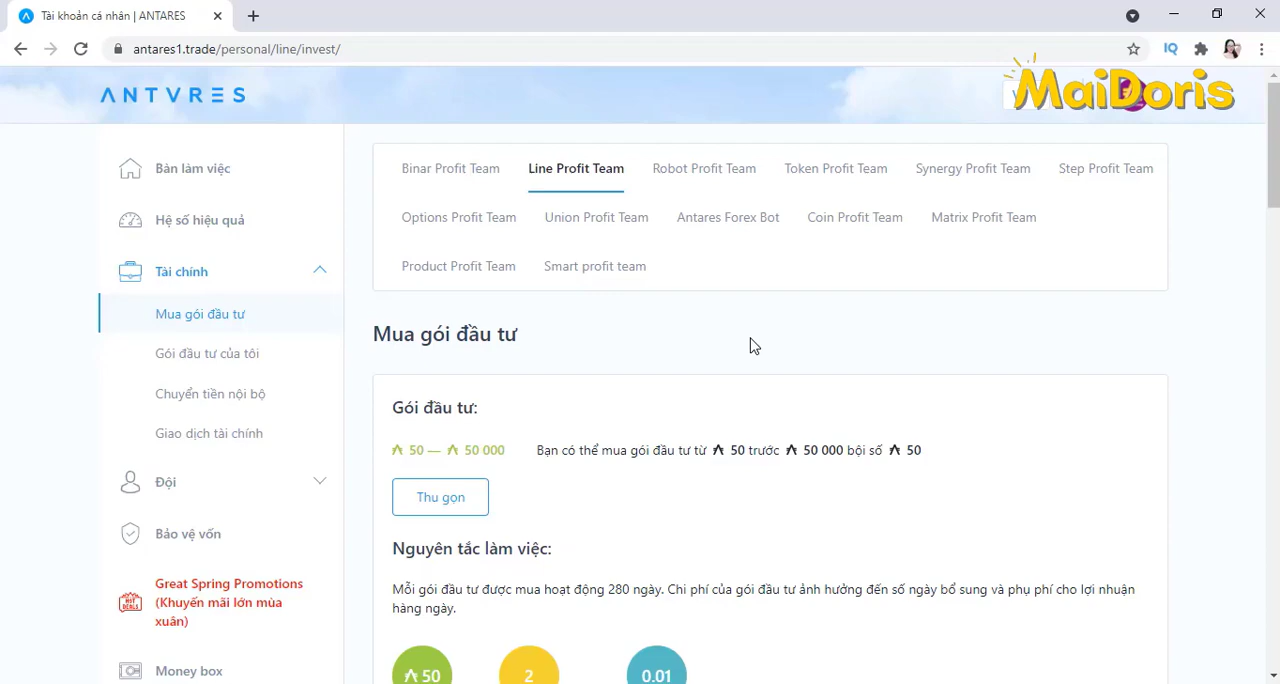 Tài khoản cá nhân | ANTARES
antares1.trade/personal/line/invest/
IQ
MaiDoris
ANTVRES
Bàn làm việc
Hệ số hiệu quả
Tài chính
Mua gói đầu tư
Gói đầu tư của tôi
Chuyển tiền nội bộ
Giao dịch tài chính
Đội
Bảo vệ vốn
HOT DEALS
Great Spring Promotions
(Khuyến mãi lớn mùa
xuân)
Money box
Binar Profit Team Line Profit Team Robot Profit Team Token Profit Team Synergy Profit Team Step Profit Team
Options Profit Team Union Profit Team Antares Forex Bot Coin Profit Team Matrix Profit Team
Product Profit Team Smart profit team
Mua gói đầu tư
Gói đầu tư:
50 — 50 000 Bạn có thể mua gói đầu tư từ 50 trước 50 000 bội số 50
Thu gọn
Nguyên tắc làm việc:
Mỗi gói đầu tư được mua hoạt động 280 ngày. Chi phí của gói đầu tư ảnh hưởng đến số ngày bổ sung và phụ phí cho lợi nhuận
hàng ngày.
50 2 0.01